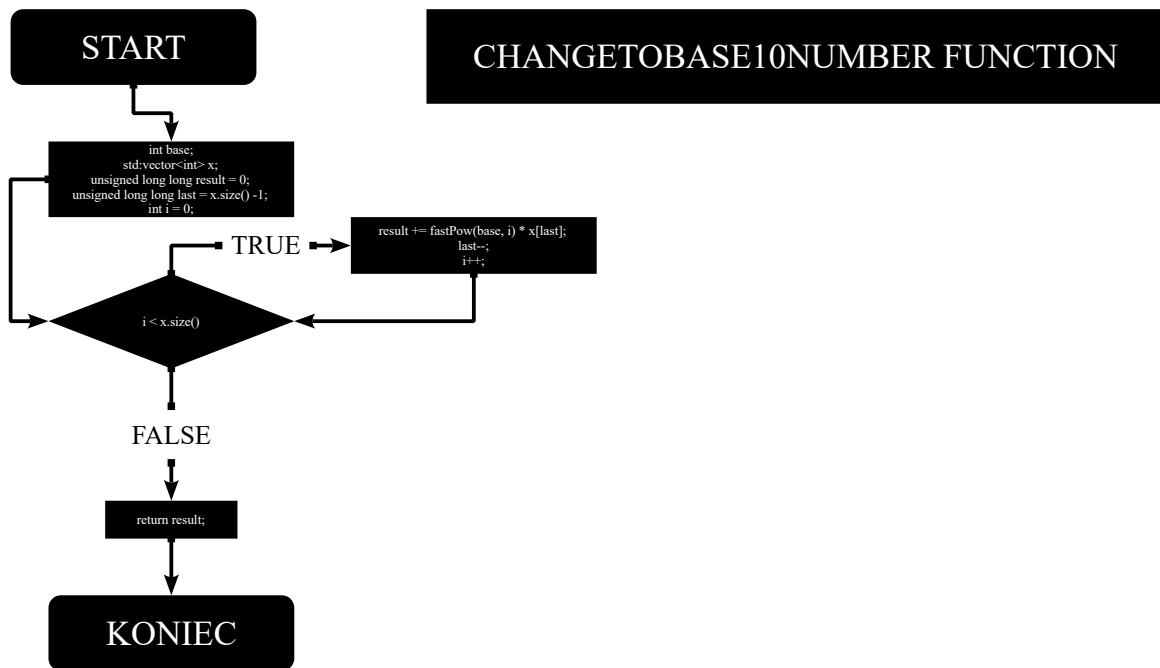 START
CHANGETOBASE10NUMBER FUNCTION
int base;
std:vector<int> x;
unsigned long long result = 0;
unsigned long long last = x.size() -1;
int i = 0;
TRUE
result += fastPow(base, i) * x[last];
last--;
i++;
i < x.size()
FALSE
return result;
KONIEC